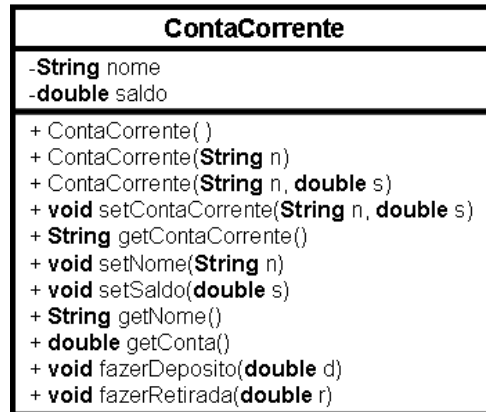 ContaCorrente
-String nome
-double saldo
+ ContaCorrente( )
+ ContaCorrente(String n)
+ ContaCorrente(String n, double s)
+ void setContaCorrente(String n, double s)
+ String getContaCorrente()
+ void setNome(String n)
+ void setSaldo(double s)
+ String getNome()
+ double getConta()
+ void fazerDeposito(double d)
+ void fazerRetirada(double r)